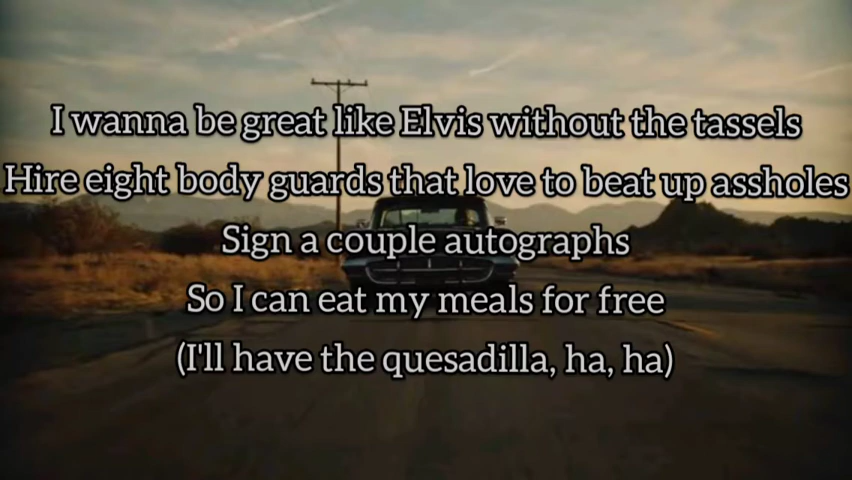 I wanna be great like Elvis without the tassels
Hire eight body guards that love to beat up assholes
Sign a couple autographs
So I can eat my meals for free
(I'll have the quesadilla, ha, ha)